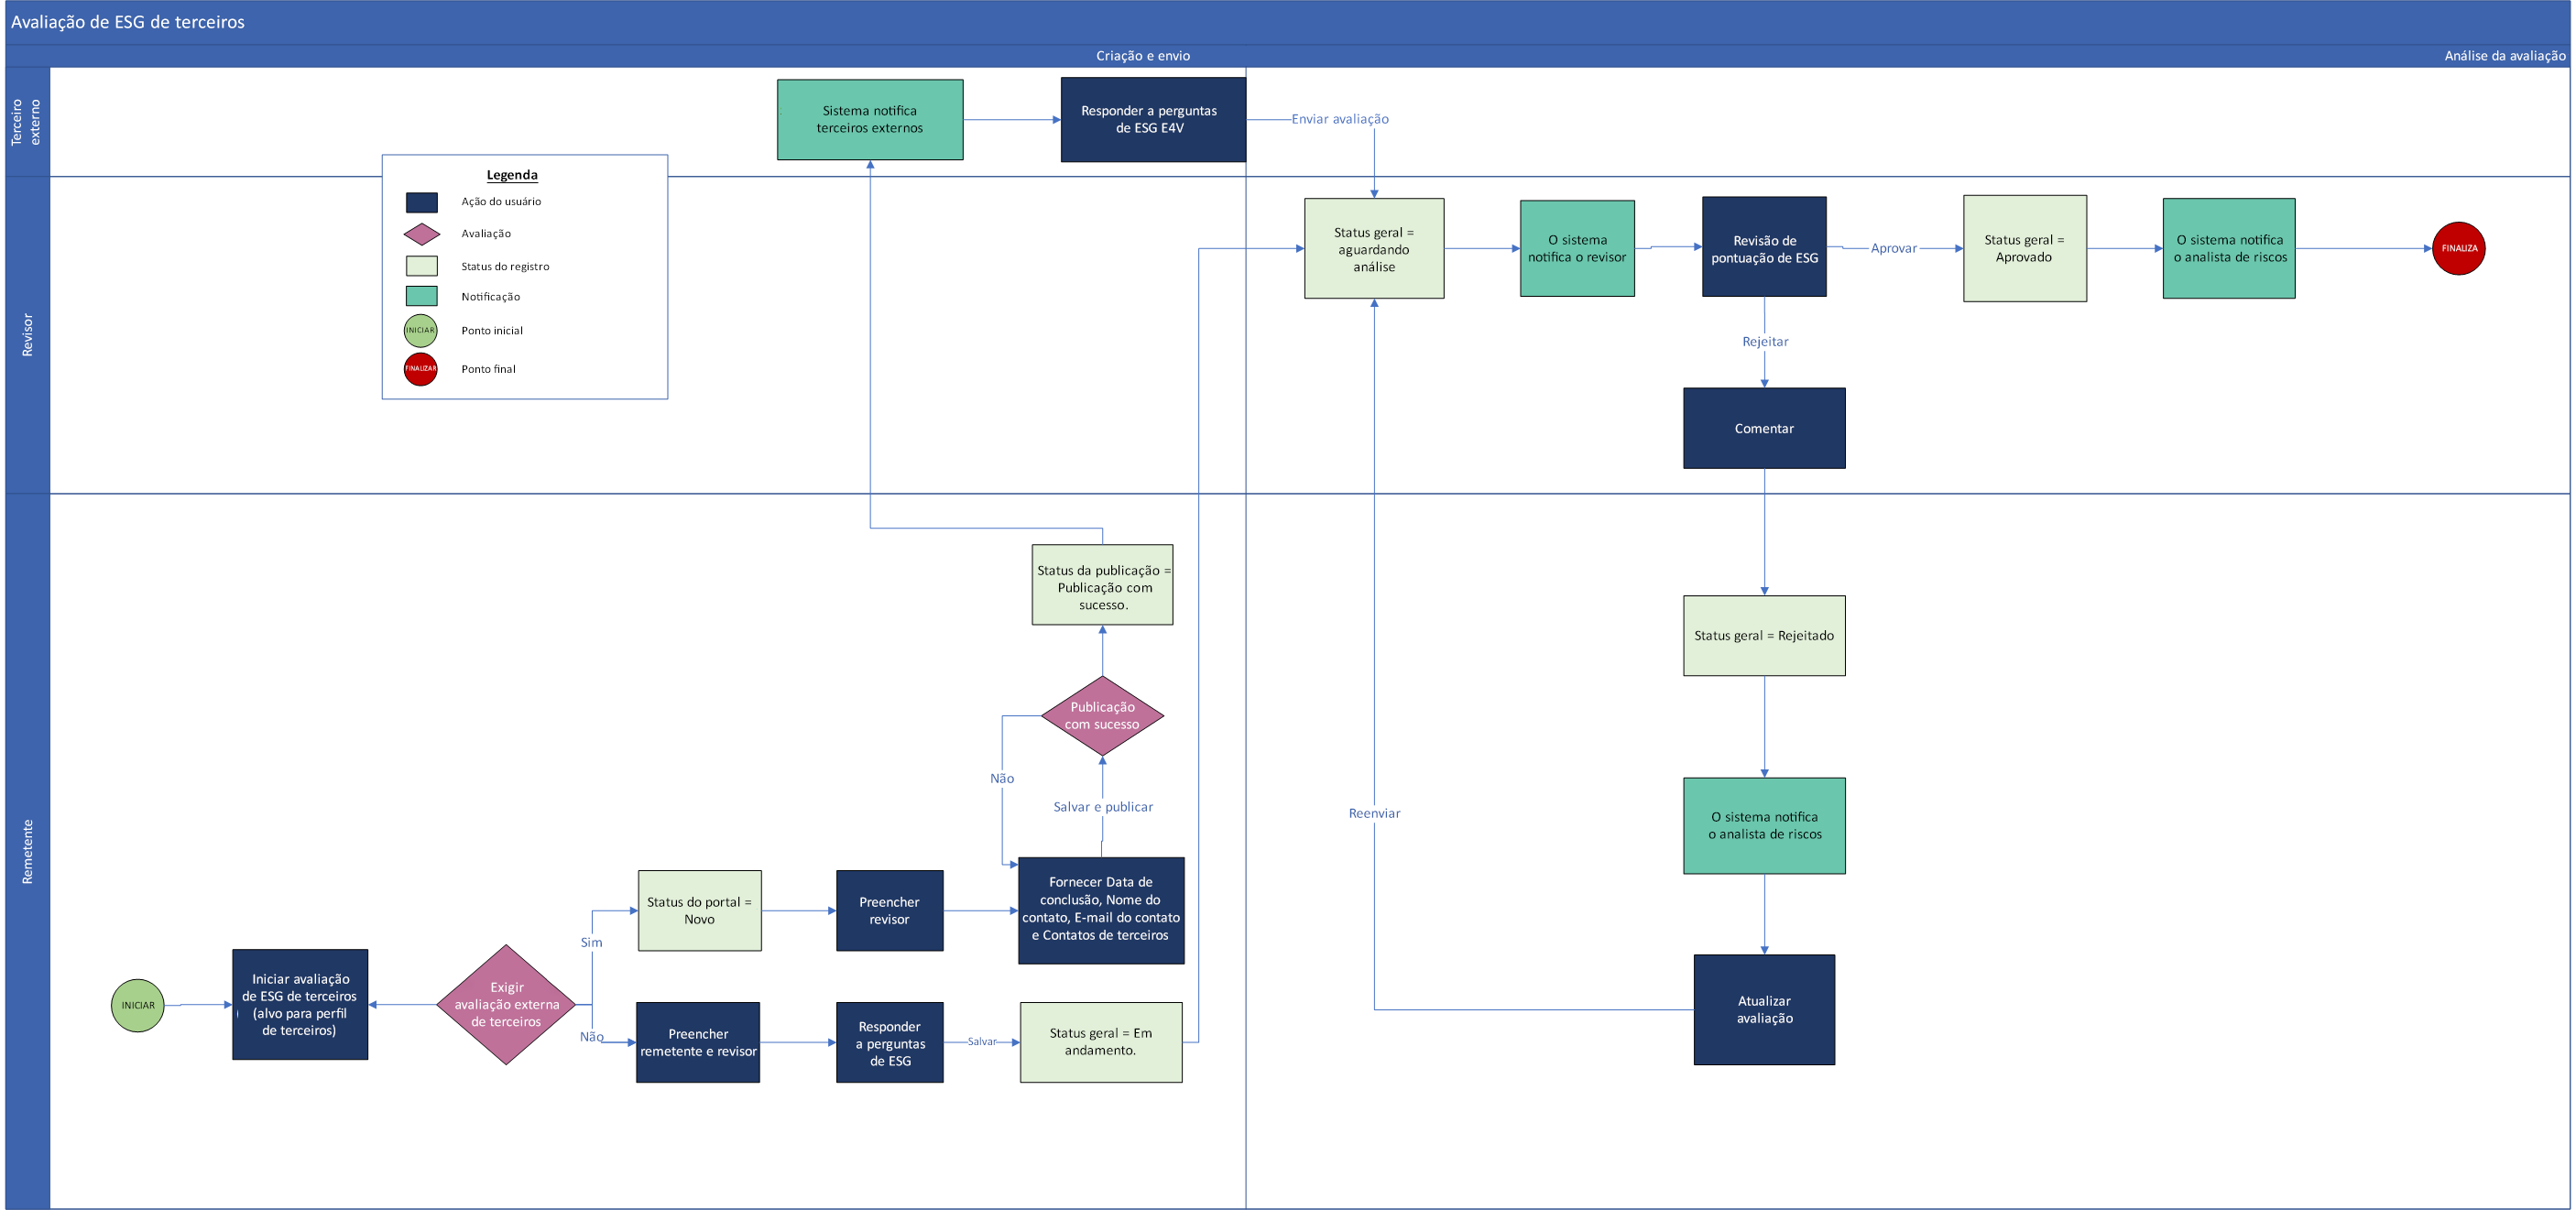 Avaliação de ESG de terceiros
Criação e envio
Análise da avaliação
Terceiro
externo
Sistema notifica
terceiros externos
Responder a perguntas
de ESG E4V
Enviar avaliação
Legenda
Ação do usuário
Avaliação
Status do registro
Notificação
INICIAR
Ponto inicial
FINALIZAR
Ponto final
Revisor
Status geral =
aguardando
análise
O sistema
notifica o revisor
Revisão de
pontuação de ESG
Aprovar
Status geral =
Aprovado
O sistema notifica
o analista de riscos
FINALIZA
Rejeitar
Comentar
Remetente
Status da publicação =
Publicação com
sucesso.
Publicação
com sucesso
Não
Salvar e publicar
Fornecer Data de
conclusão, Nome do
contato, E-mail do contato
e Contatos de terceiros
Status do portal =
Novo
Preencher
revisor
Sim
INICIAR
Iniciar avaliação
de ESG de terceiros
(alvo para perfil
de terceiros)
Exigir
avaliação externa
de terceiros
Não
Preencher
remetente e revisor
Responder
a perguntas
de ESG
Salvar
Status geral = Em
andamento.
Reenviar
Status geral = Rejeitado
O sistema notifica
o analista de riscos
Atualizar
avaliação